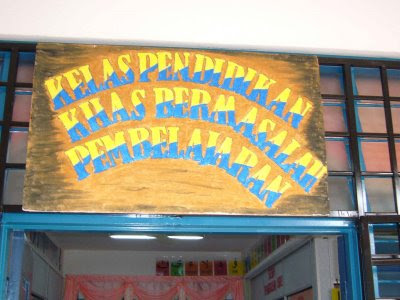 KELAS PENDIDIKAN
KHAS BERMASALAH
PEMBELAJARAN